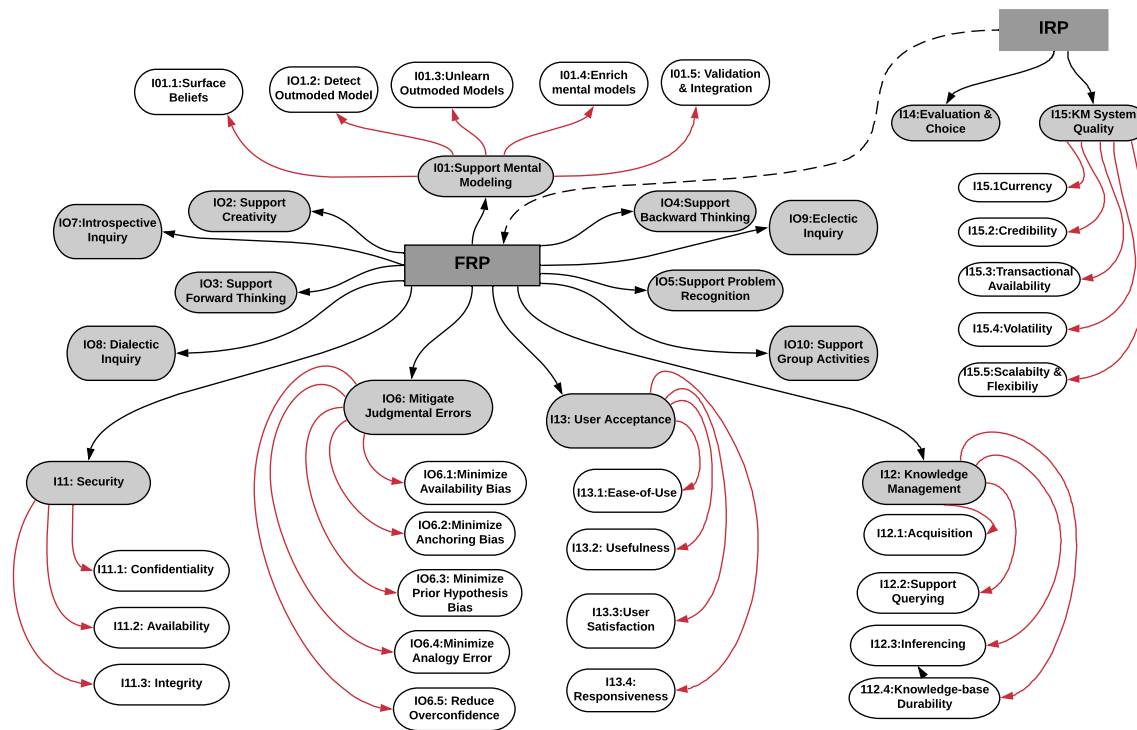 IRP
I01.1:Surface
Beliefs
IO1.2: Detect
Outmoded Model
I01.3:Unlearn
Outmoded Models
I01.4:Enrich
mental models
I01.5: Validation
& Integration
I14:Evaluation &
Choice
I15:KM System
Quality
I01:Support Mental
Modeling
I15.1Currency
IO7:Introspective
Inquiry
IO2: Support
Creativity
IO4:Support
Backward Thinking
IO9:Eclectic
Inquiry
I15.2:Credibility
FRP
I15.3:Transactional
Availability
IO3: Support
Forward Thinking
IO5:Support Problem
Recognition
I15.4:Volatility
IO8: Dialectic
Inquiry
IO10: Support
Group Activities
I15.5:Scalabilty &
Flexibiliy
IO6: Mitigate
Judgmental Errors
I13: User Acceptance
I11: Security
I12: Knowledge
Management
IO6.1:Minimize
Availability Bias
I13.1:Ease-of-Use
IO6.2:Minimize
Anchoring Bias
I12.1:Acquisition
I13.2: Usefulness
I11.1: Confidentiality
IO6.3: Minimize
Prior Hypothesis
Bias
I12.2:Support
Querying
I11.2: Availability
I13.3:User
Satisfaction
IO6.4:Minimize
Analogy Error
I12.3:Inferencing
I11.3: Integrity
I13.4:
Responsiveness
112.4:Knowledge-base
Durability
IO6.5: Reduce
Overconfidence